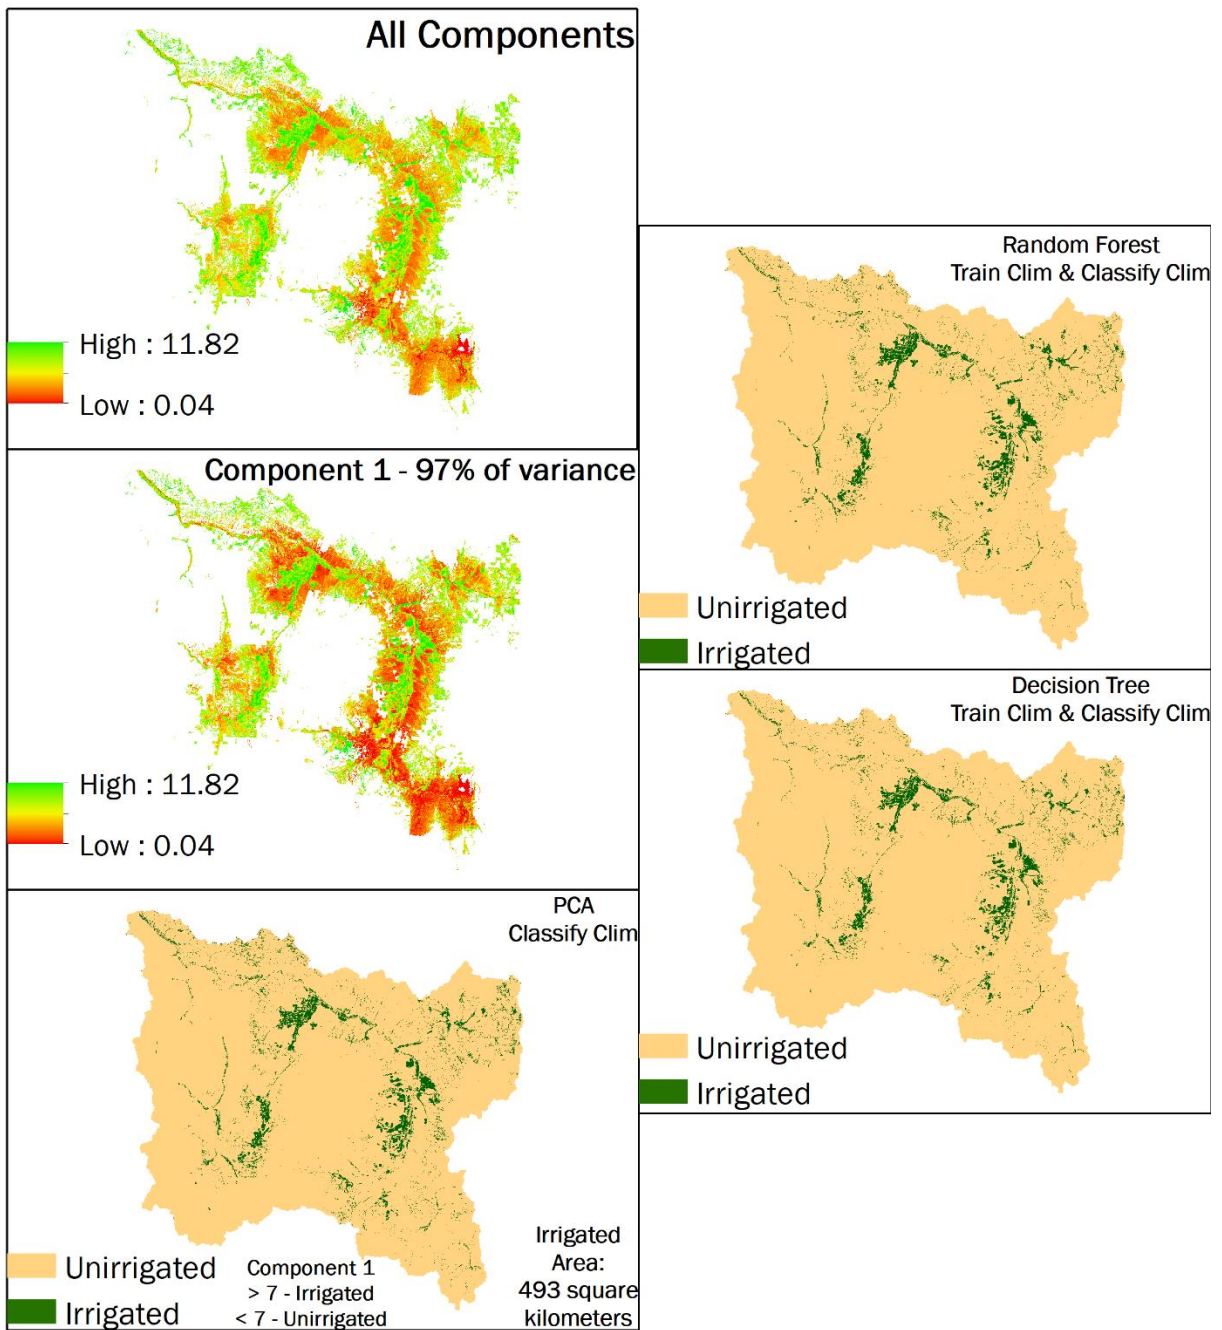 All Components
High : 11.82
Low : 0.04
Component 1 - 97% of variance
High : 11.82
Low : 0.04
PCA
Classify Clim
Unirrigated
Irrigated
Component 1
> 7 - Irrigated
< 7 - Unirrigated
Irrigated
Area:
493 square
kilometers
Random Forest
Train Clim & Classify Clim
Unirrigated
Irrigated
Decision Tree
Train Clim & Classify Clim
Unirrigated
Irrigated